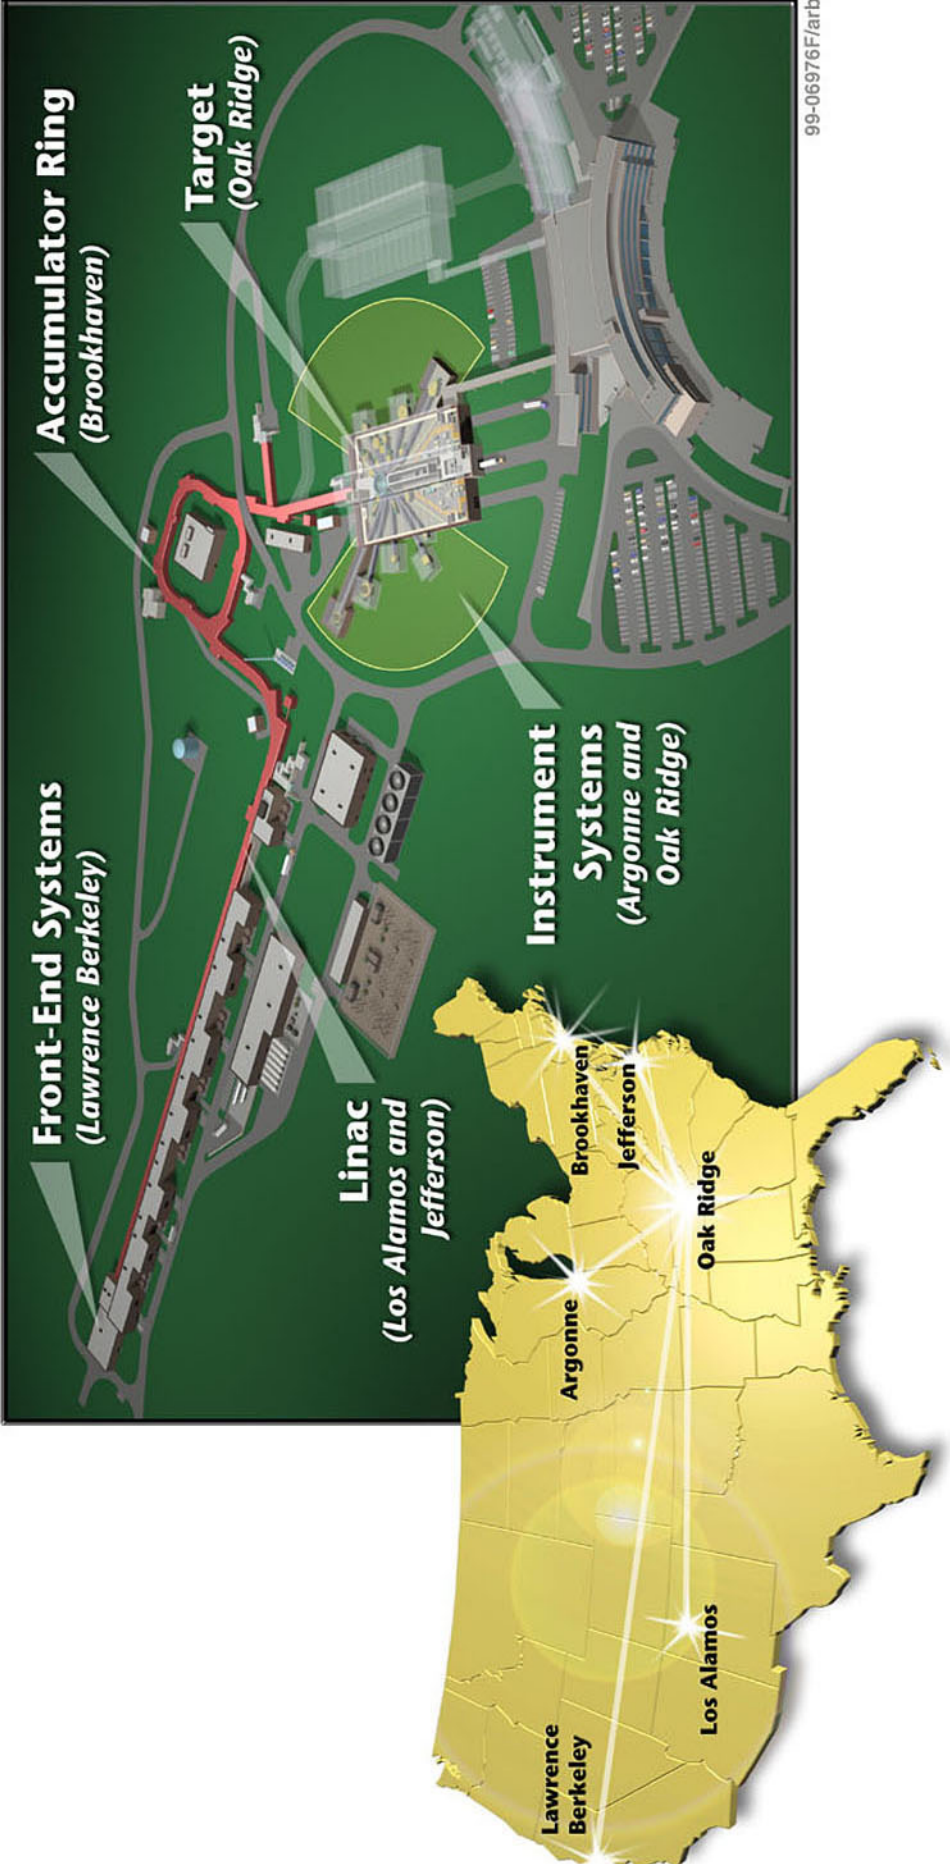 Front-End Systems
(Lawrence Berkeley)
Accumulator Ring
(Brookhaven)
Target
(Oak Ridge)
Linac
(Los Alamos and
Jefferson)
Instrument
Systems
(Argonne and
Oak Ridge)
Lawrence
Berkeley
Los Alamos
Argonne
Oak Ridge
Brookhaven
Jefferson
99-06976F/arb